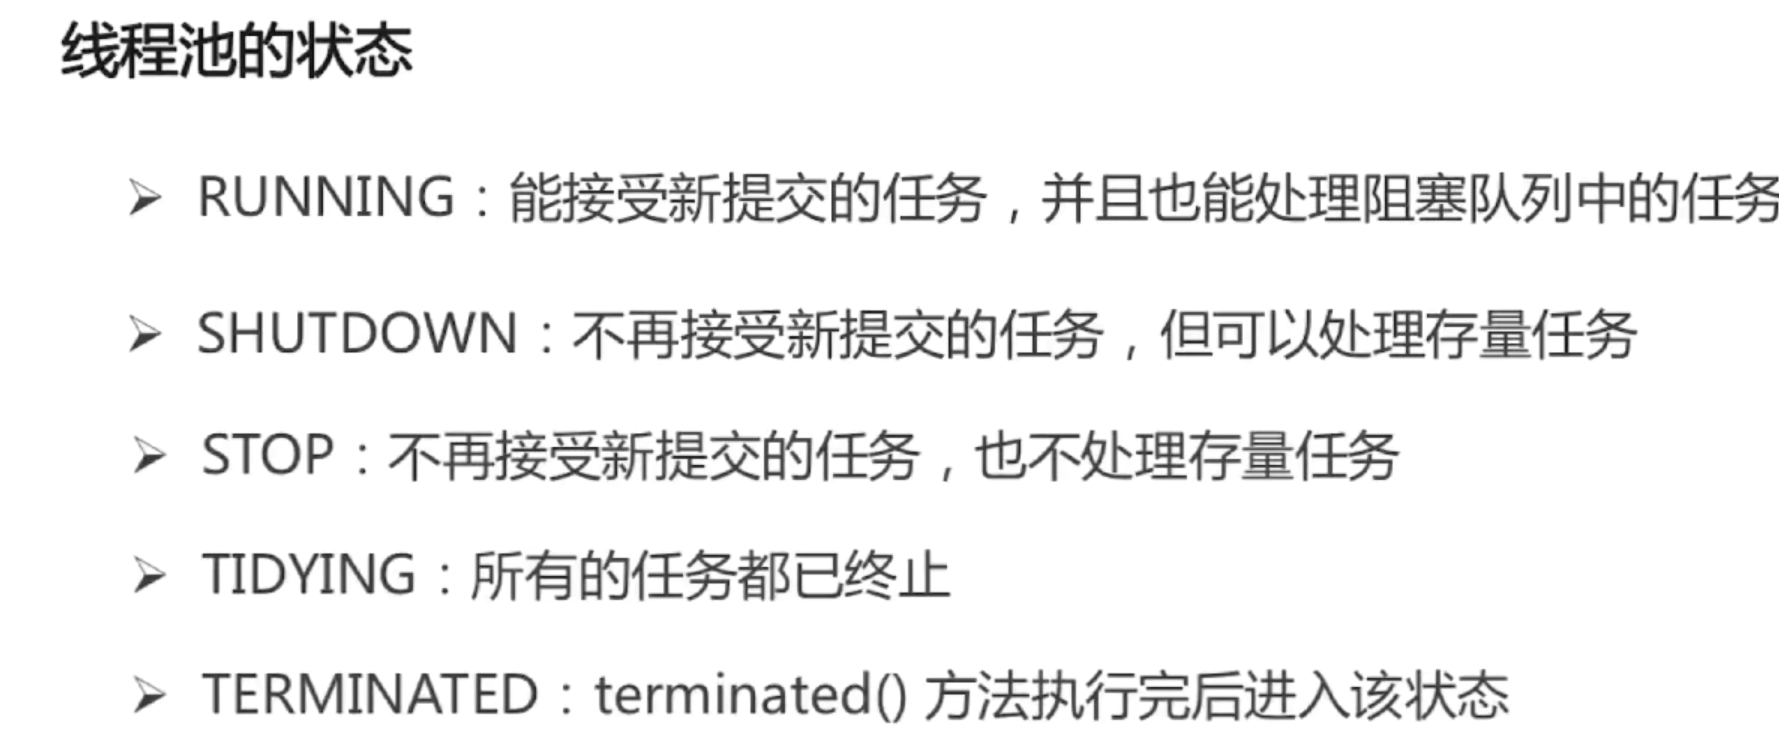 线程池的状态
➢ RUNNING：能接受新提交的任务，并且也能处理阻塞队列中的任务
➢ SHUTDOWN：不再接受新提交的任务，但可以处理存量任务
➢ STOP：不再接受新提交的任务，也不处理存量任务
➢ TIDYING：所有的任务都已终止
➢ TERMINATED：terminated() 方法执行完后进入该状态